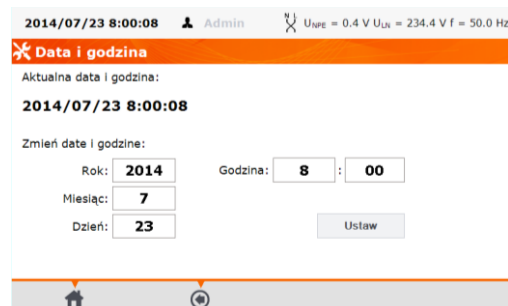 2014/07/23 8:00:08 Admin N L U NPE = 0.4 V U LN = 234.4 V f = 50.0 Hz
Data i godzina
Aktualna data i godzina:
2014/07/23 8:00:08
Zmień date i godzine:
Rok: 2014 Godzina: 8 : 00
Miesiąc: 7
Dzień: 23 Ustaw